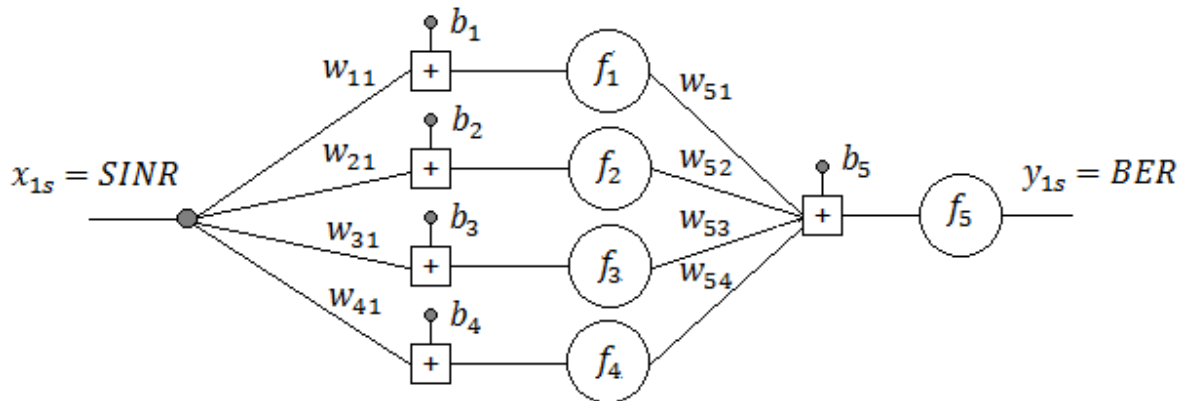 b₁
w₁₁
+
f₁
w₅₁
b₂
w₂₁
+
f₂
w₅₂
x₁ₛ = SINR
b₅
y₁ₛ = BER
+
f₅
b₃
w₃₁
+
f₃
w₅₃
w₄₁
b₄
w₅₄
+
f₄